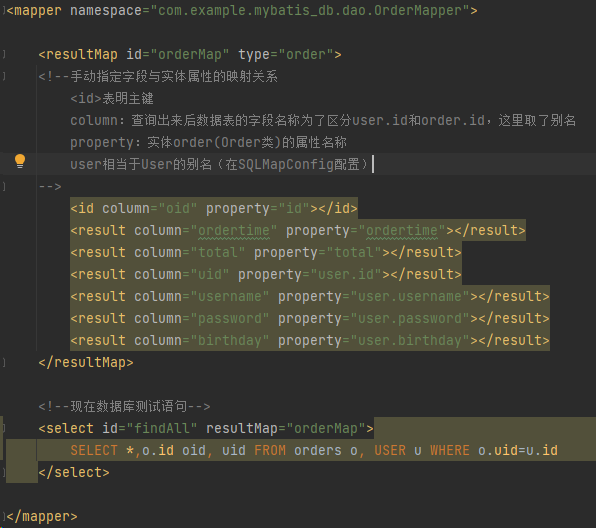 <mapper namespace="com.example.mybatis_db.dao.OrderMapper">
<resultMap id="orderMap" type="order">
<!--手动指定字段与实体属性的映射关系
<id>表明主键
column：查询出来后数据表的字段名称为了区分user.id和order.id，这里取了别名
property：实体order(Order类)的属性名称
user相当于User的别名（在SQLMapConfig配置）
-->
<id column="oid" property="id"></id>
<result column="ordertime" property="ordertime"></result>
<result column="total" property="total"></result>
<result column="uid" property="user.id"></result>
<result column="username" property="user.username"></result>
<result column="password" property="user.password"></result>
<result column="birthday" property="user.birthday"></result>
</resultMap>
<!--现在数据库测试语句-->
<select id="findAll" resultMap="orderMap">
SELECT *,o.id oid, uid FROM orders o, USER u WHERE o.uid=u.id
</select>
</mapper>